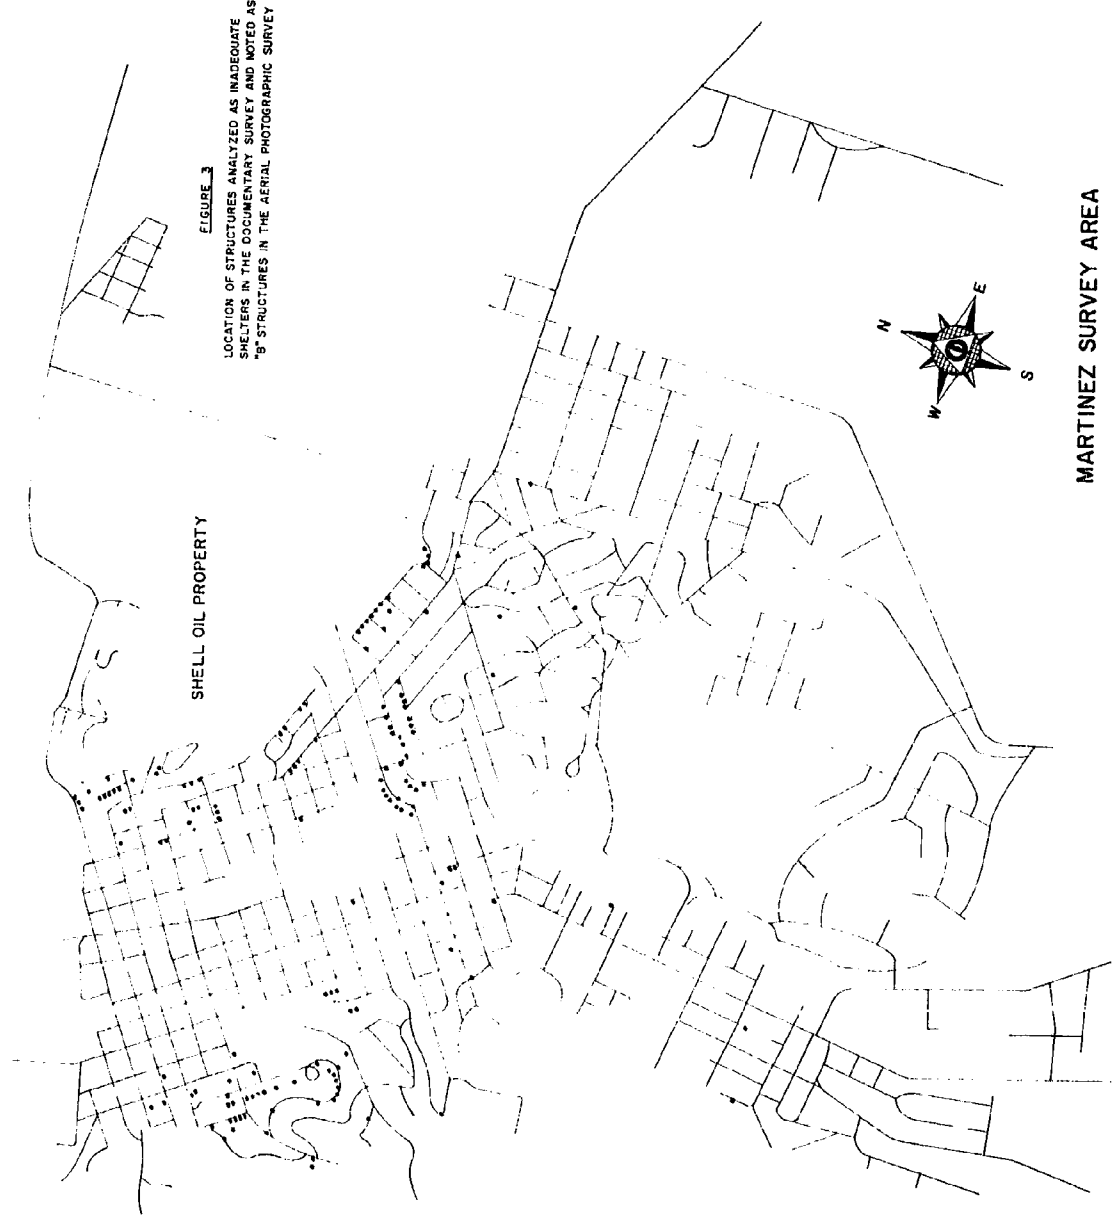 FIGURE 3
LOCATION OF STRUCTURES ANALYZED AS INADEQUATE
SHELTERS IN THE DOCUMENTARY SURVEY AND NOTED AS
"B" STRUCTURES IN THE AERIAL PHOTOGRAPHIC SURVEY
SHELL OIL PROPERTY
N
E
W
S
MARTINEZ SURVEY AREA